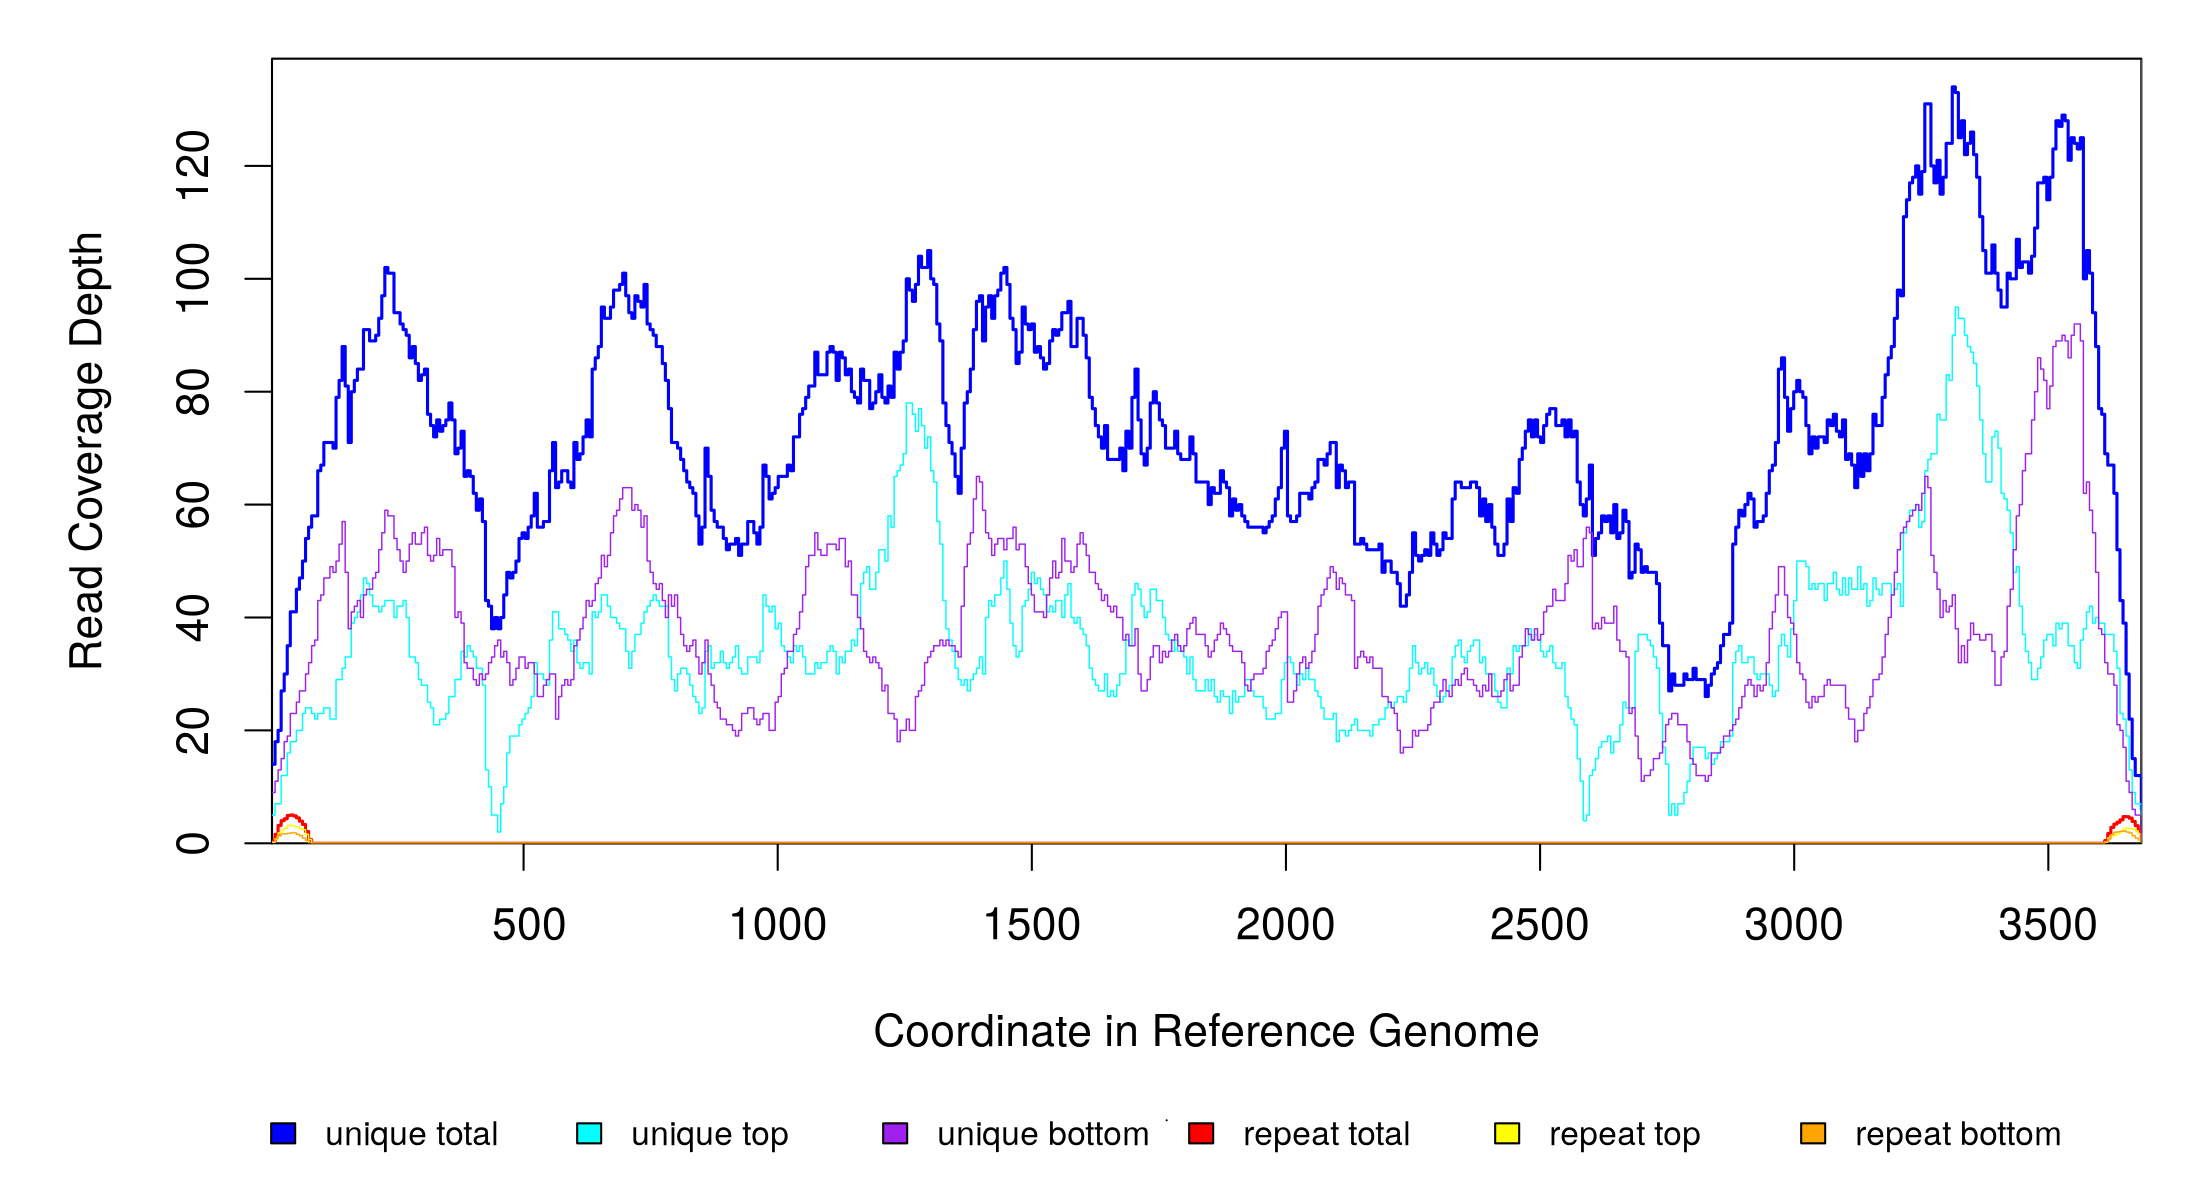 Read Coverage Depth
120
100
80
60
40
20
0
500 1000 1500 2000 2500 3000 3500
Coordinate in Reference Genome
unique total unique top unique bottom repeat total repeat top repeat bottom